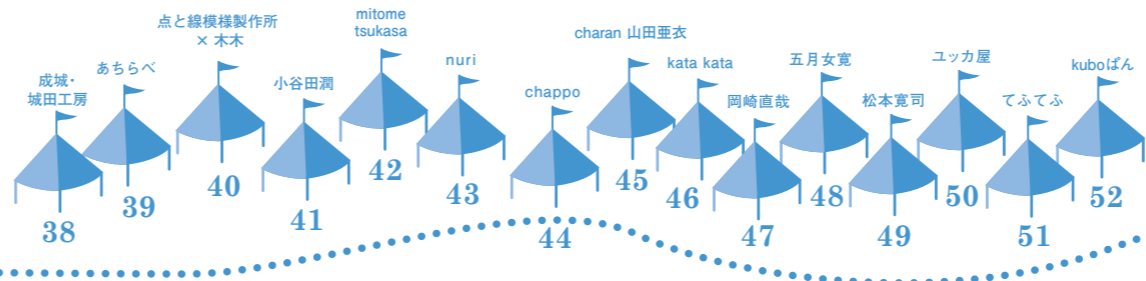 成城・
城田工房
38
あちらべ
39
点と線模様製作所
× 木木
40
小谷田潤
41
mitome
tsukasa
42
nuri
43
chappo
44
charan 山田亜衣
45
kata kata
46
岡崎直哉
47
五月女寛
48
松本寛司
49
ユッカ屋
50
てふてふ
51
kuboぱん
52